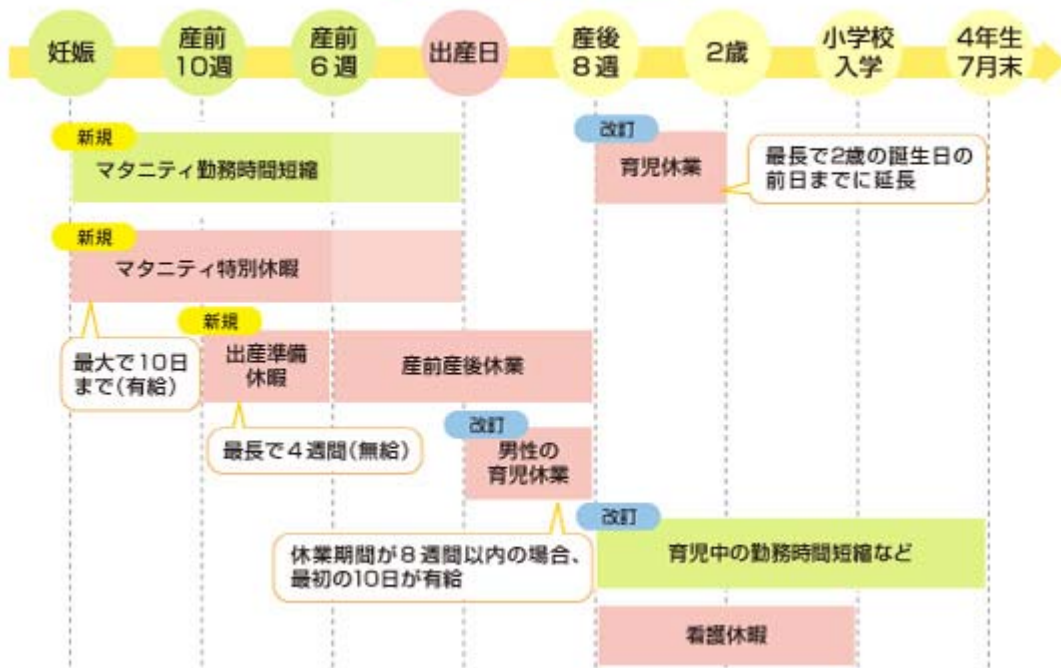 妊娠
産前
10週
産前
6週
出産日
産後
8週
2歳
小学校
入学
4年生
7月末
新規
マタニティ勤務時間短縮
改訂
育児休業
最長で2歳の誕生日の
前日までに延長
新規
マタニティ特別休暇
最大で10日
まで(有給)
新規
出産準備
休暇
産前産後休業
最長で4週間(無給)
改訂
男性の
育児休業
休業期間が8週間以内の場合、
最初の10日が有給
改訂
育児中の勤務時間短縮など
看護休暇